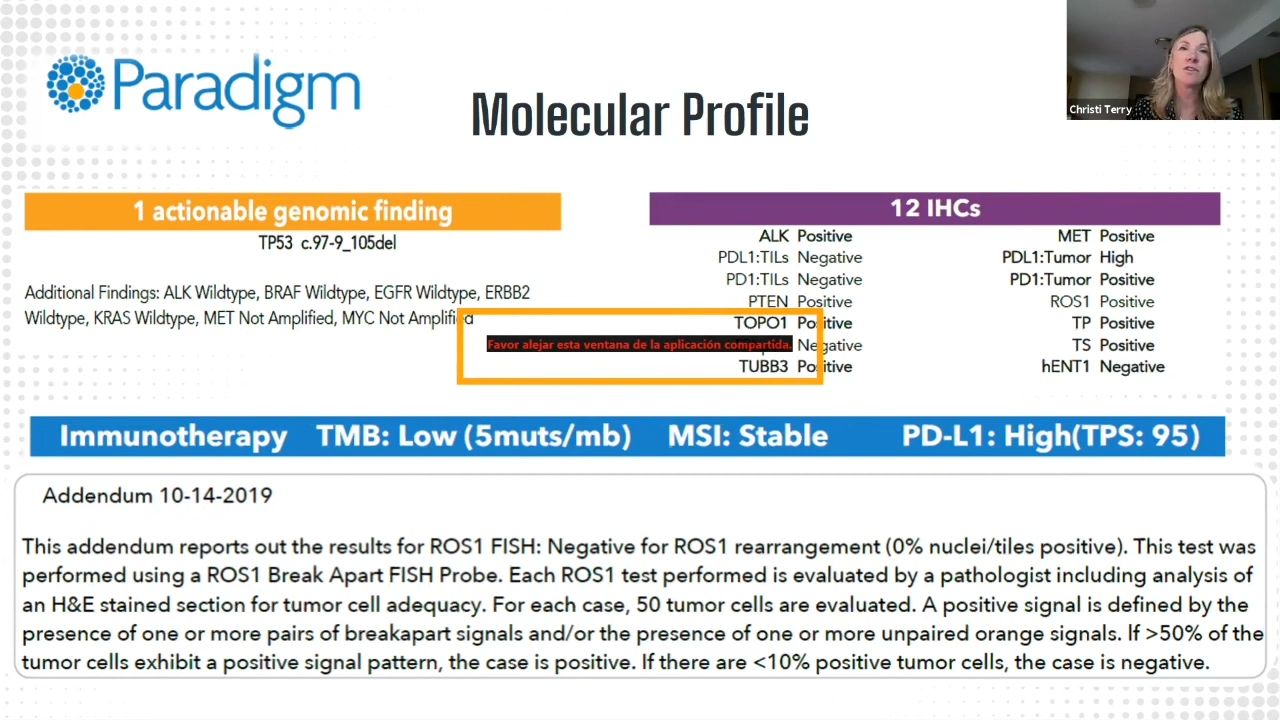 Paradigm
Molecular Profile
Christi Terry
1 actionable genomic finding
TP53 c.97-9_105del
Additional Findings: ALK Wildtype, BRAF Wildtype, EGFR Wildtype, ERBB2
Wildtype, KRAS Wildtype, MET Not Amplified, MYC Not Amplified
12 IHCs
ALK Positive
PDL1:TILs Negative
PD1:TILs Negative
PTEN Positive
TOPO1 Positive
Favor alejar esta ventana de la aplicación compartida.
Negative
TUBB3 Positive
MET Positive
PDL1:Tumor High
PD1:Tumor Positive
ROS1 Positive
TP Positive
TS Positive
hENT1 Negative
Immunotherapy TMB: Low (5muts/mb) MSI: Stable PD-L1: High(TPS: 95)
Addendum 10-14-2019
This addendum reports out the results for ROS1 FISH: Negative for ROS1 rearrangement (0% nuclei/tiles positive). This test was
performed using a ROS1 Break Apart FISH Probe. Each ROS1 test performed is evaluated by a pathologist including analysis of
an H&E stained section for tumor cell adequacy. For each case, 50 tumor cells are evaluated. A positive signal is defined by the
presence of one or more pairs of breakapart signals and/or the presence of one or more unpaired orange signals. If >50% of the
tumor cells exhibit a positive signal pattern, the case is positive. If there are <10% positive tumor cells, the case is negative.